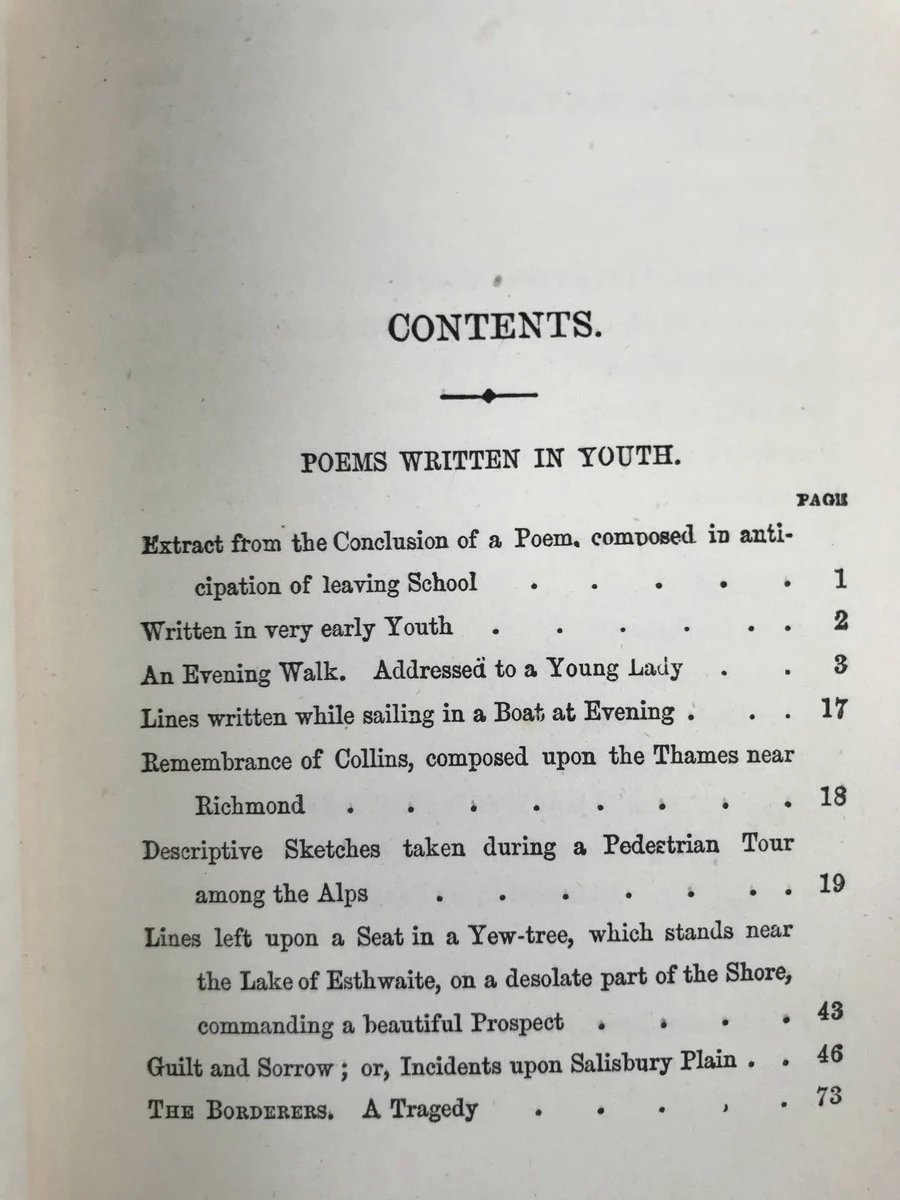 CONTENTS.
POEMS WRITTEN IN YOUTH.
PAGE
Extract from the Conclusion of a Poem, composed in anti-
cipation of leaving School . . . . . 1
Written in very early Youth . . . . . . 2
An Evening Walk. Addressed to a Young Lady . . 3
Lines written while sailing in a Boat at Evening . . . 17
Remembrance of Collins, composed upon the Thames near
Richmond . . . . . . . . 18
Descriptive Sketches taken during a Pedestrian Tour
among the Alps . . . . . . . 19
Lines left upon a Seat in a Yew-tree, which stands near
the Lake of Esthwaite, on a desolate part of the Shore,
commanding a beautiful Prospect . . . . 43
Guilt and Sorrow; or, Incidents upon Salisbury Plain . . 46
THE BORDERERS. A Tragedy . . . . . 73